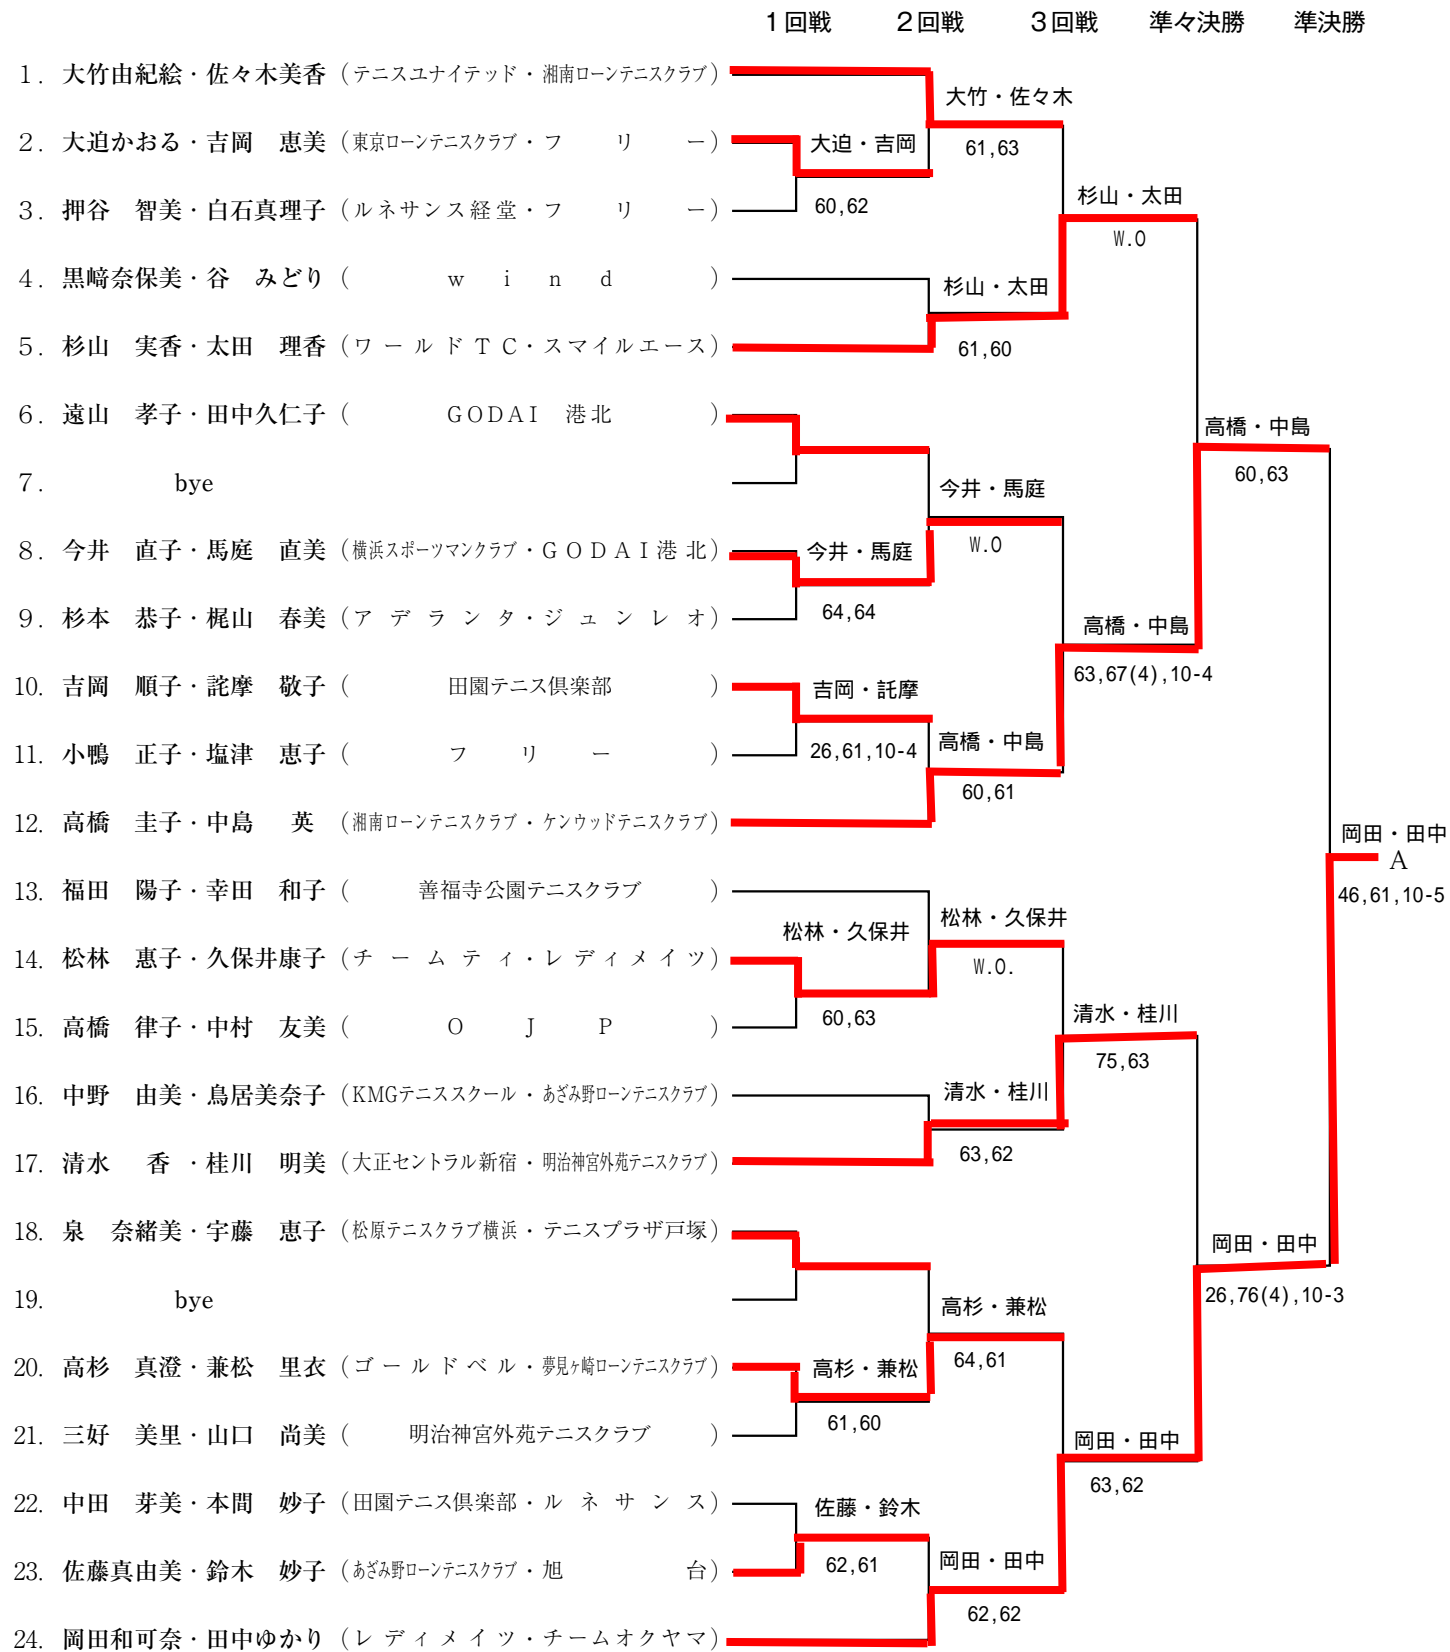 1回戦　2回戦　3回戦　準々決勝　準決勝
1. 大竹由紀絵・佐々木美香（テニスユナイテッド・湘南ローンテニスクラブ）
大竹・佐々木
2. 大迫かおる・吉岡　恵美（東京ローンテニスクラブ・フリー）
大迫・吉岡
61,63
3. 押谷　智美・白石真理子（ルネサンス経堂・フリー）
60,62
杉山・太田
W.O
4. 黒﨑奈保美・谷　みどり（wind）
杉山・太田
5. 杉山　実香・太田　理香（ワールドTC・スマイルエース）
61,60
6. 遠山　孝子・田中久仁子（GODAI 港北）
高橋・中島
60,63
7. bye
今井・馬庭
8. 今井　直子・馬庭　直美（横浜スポーツマンクラブ・GODAI港北）
今井・馬庭
W.O
9. 杉本　恭子・梶山　春美（アデランタ・ジュンレオ）
64,64
高橋・中島
63,67(4),10-4
10. 吉岡　順子・詫摩　敬子（田園テニス倶楽部）
吉岡・託摩
11. 小鴨　正子・塩津　恵子（フリー）
26,61,10-4
高橋・中島
60,61
12. 高橋　圭子・中島　英（湘南ローンテニスクラブ・ケンウッドテニスクラブ）
岡田・田中
A
46,61,10-5
13. 福田　陽子・幸田　和子（善福寺公園テニスクラブ）
松林・久保井
松林・久保井
14. 松林　恵子・久保井康子（チームティ・レディメイツ）
W.O.
15. 高橋　律子・中村　友美（OJP）
60,63
清水・桂川
75,63
16. 中野　由美・鳥居美奈子（KMGテニススクール・あざみ野ローンテニスクラブ）
清水・桂川
17. 清水　香・桂川　明美（大正セントラル新宿・明治神宮外苑テニスクラブ）
63,62
18. 泉　奈緒美・宇藤　恵子（松原テニスクラブ横浜・テニスプラザ戸塚）
岡田・田中
26,76(4),10-3
19. bye
高杉・兼松
20. 高杉　真澄・兼松　里衣（ゴールドベル・夢見ヶ崎ローンテニスクラブ）
高杉・兼松
64,61
21. 三好　美里・山口　尚美（明治神宮外苑テニスクラブ）
61,60
岡田・田中
63,62
22. 中田　芽美・本間　妙子（田園テニス倶楽部・ルネサンス）
佐藤・鈴木
23. 佐藤真由美・鈴木　妙子（あざみ野ローンテニスクラブ・旭台）
62,61
岡田・田中
62,62
24. 岡田和可奈・田中ゆかり（レディメイツ・チームオクヤマ）